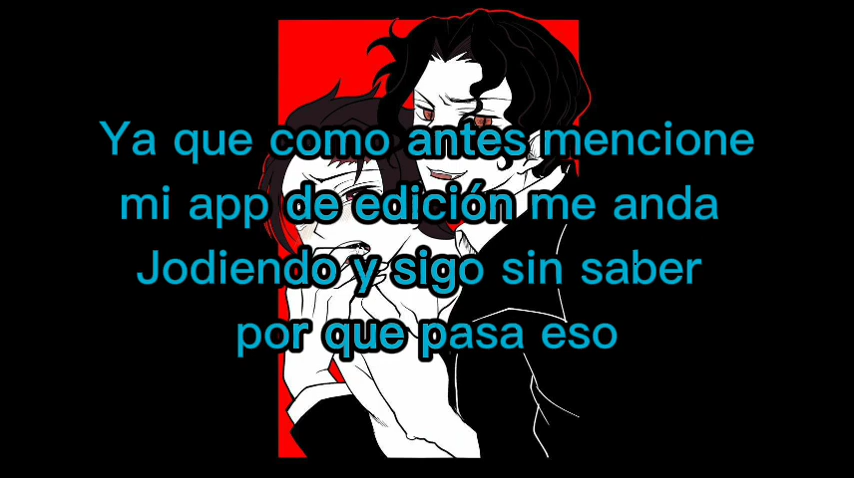 Ya que como antes mencione
mi app de edición me anda
Jodiendo y sigo sin saber
por que pasa eso